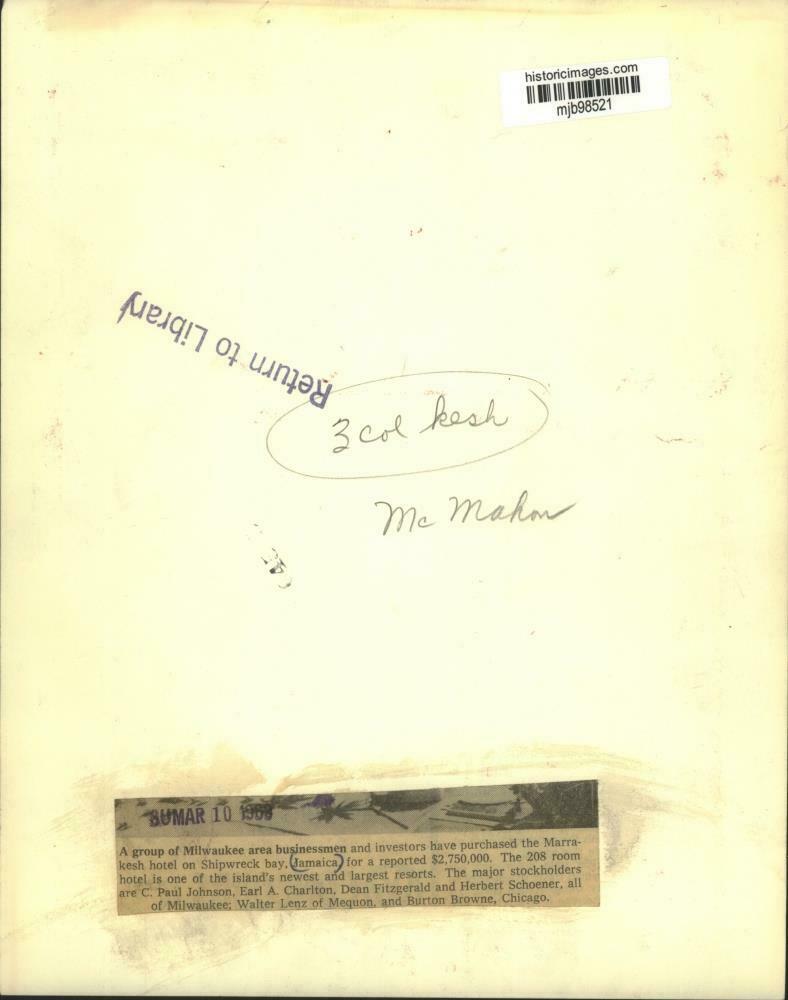 historicimages.com
mjb98521
Return to Library
3 col kesh
Mc Mahon
SUMAR 10
A group of Milwaukee area businessmen and investors have purchased the Marra-
kesh hotel on Shipwreck bay, Jamaica, for a reported $2,750,000. The 208 room
hotel is one of the island's newest and largest resorts. The major stockholders
are C. Paul Johnson, Earl A. Charlton, Dean Fitzgerald and Herbert Schoener, all
of Milwaukee; Walter Lenz of Mequon, and Burton Browne, Chicago.